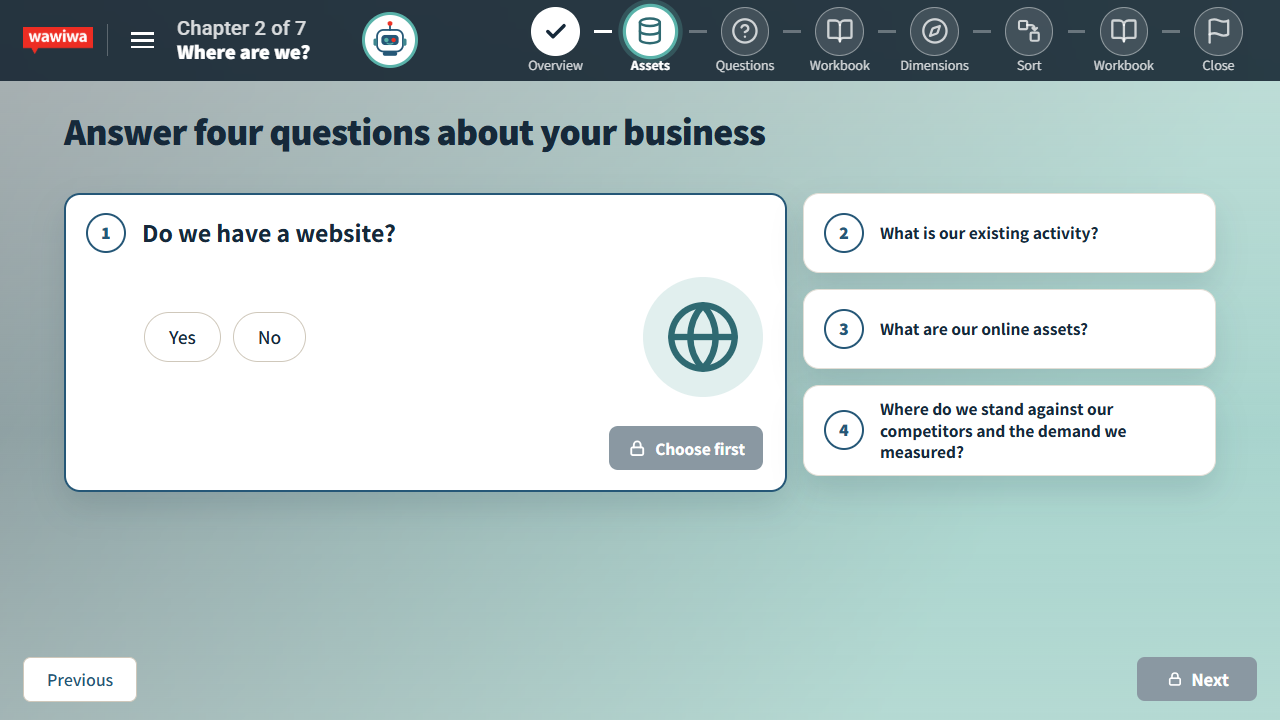 wawiwa
Chapter 2 of 7
Where are we?
Overview
Assets
Questions
Workbook
Dimensions
Sort
Workbook
Close
Answer four questions about your business
1
Do we have a website?
Yes
No
Choose first
2
What is our existing activity?
3
What are our online assets?
4
Where do we stand against our
competitors and the demand we
measured?
Previous
Next